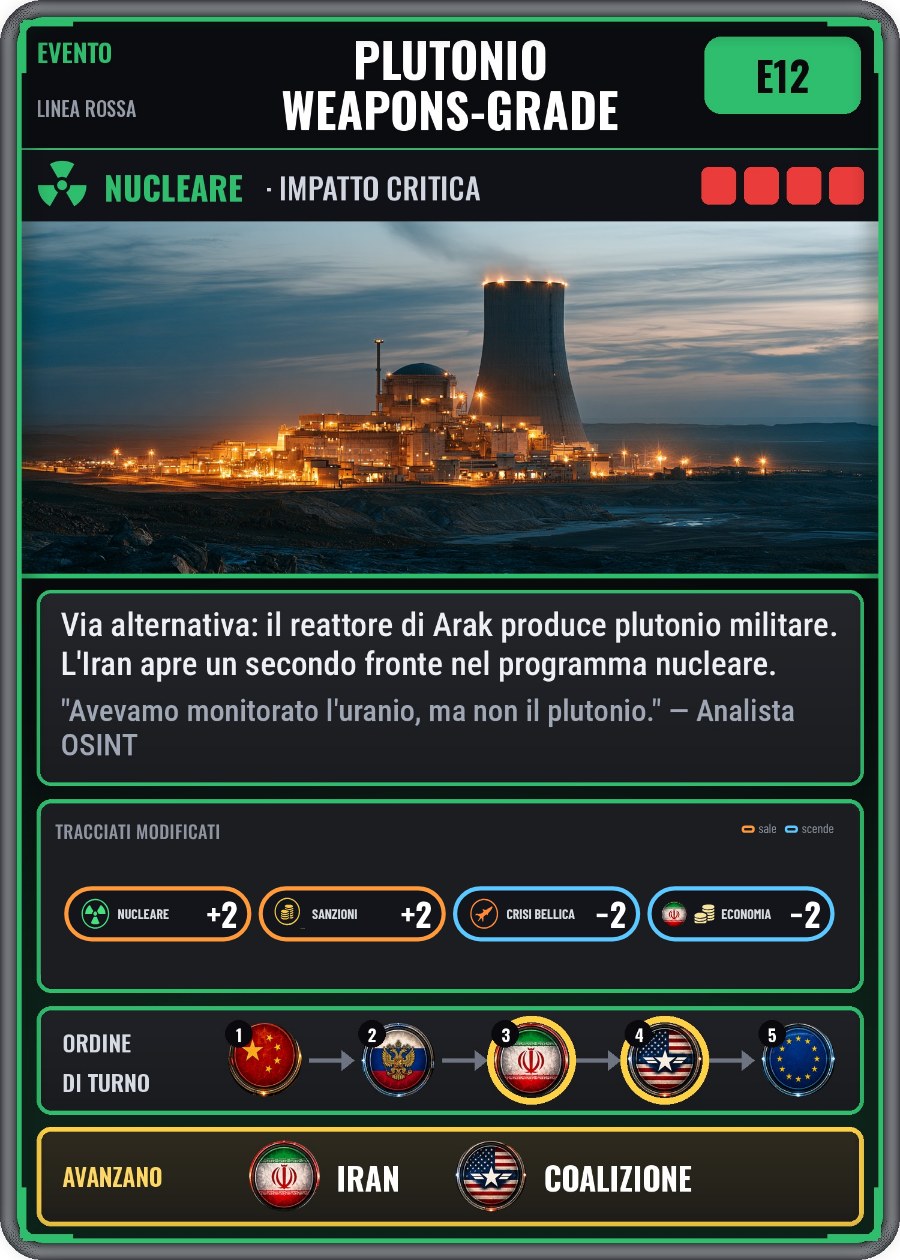 EVENTO
LINEA ROSSA
PLUTONIO
WEAPONS-GRADE
E12
NUCLEARE · IMPATTO CRITICA
Via alternativa: il reattore di Arak produce plutonio militare.
L'Iran apre un secondo fronte nel programma nucleare.
"Avevamo monitorato l'uranio, ma non il plutonio." — Analista
OSINT
TRACCIATI MODIFICATI
sale scende
NUCLEARE +2
SANZIONI +2
CRISI BELLICA -2
ECONOMIA -2
ORDINE
DI TURNO
1 2 3 4 5
AVANZANO IRAN COALIZIONE